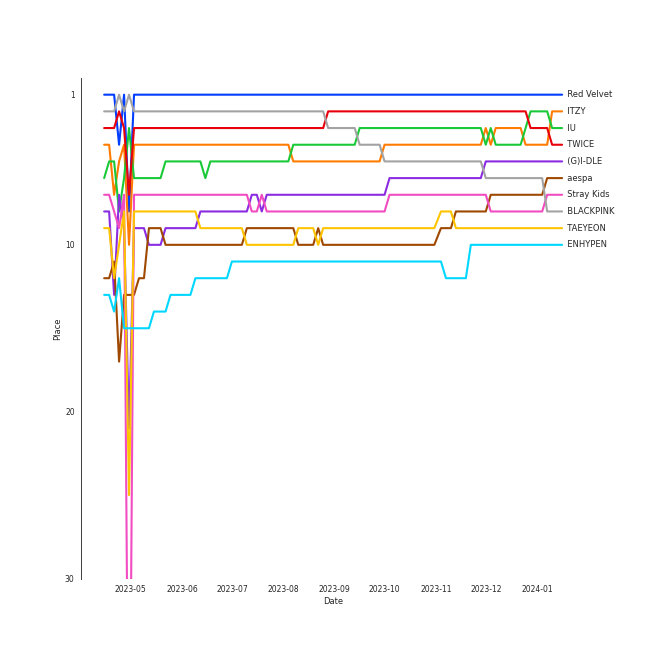 1
10
20
30
Place
Red Velvet
ITZY
IU
TWICE
(G)I-DLE
aespa
Stray Kids
BLACKPINK
TAEYEON
ENHYPEN
2023-05 2023-06 2023-07 2023-08 2023-09 2023-10 2023-11 2023-12 2024-01
Date